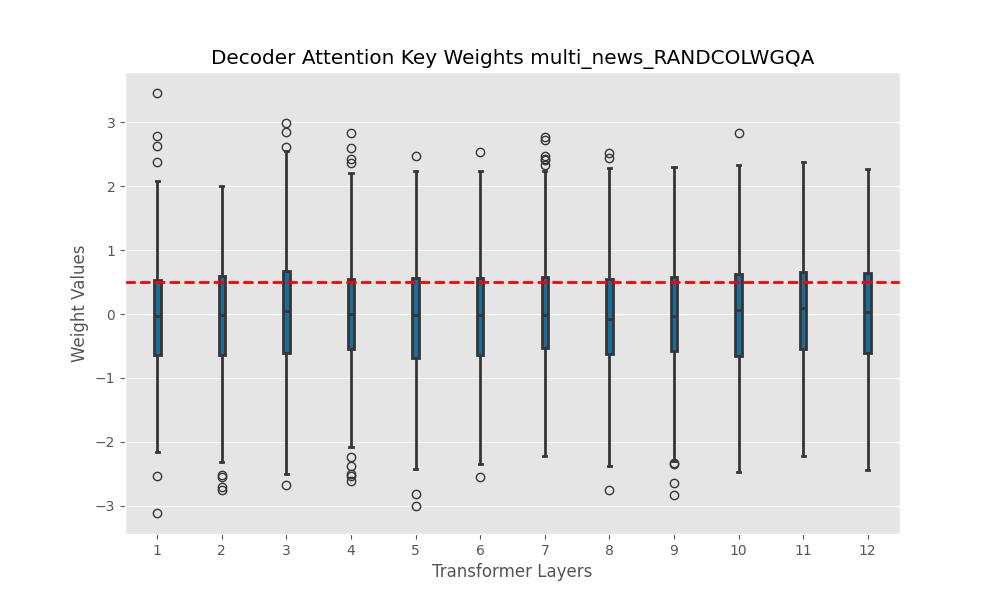 Decoder Attention Key Weights multi_news_RANDCOLWGQA
Weight Values
3
2
1
0
−1
−2
−3
1 2 3 4 5 6 7 8 9 10 11 12
Transformer Layers